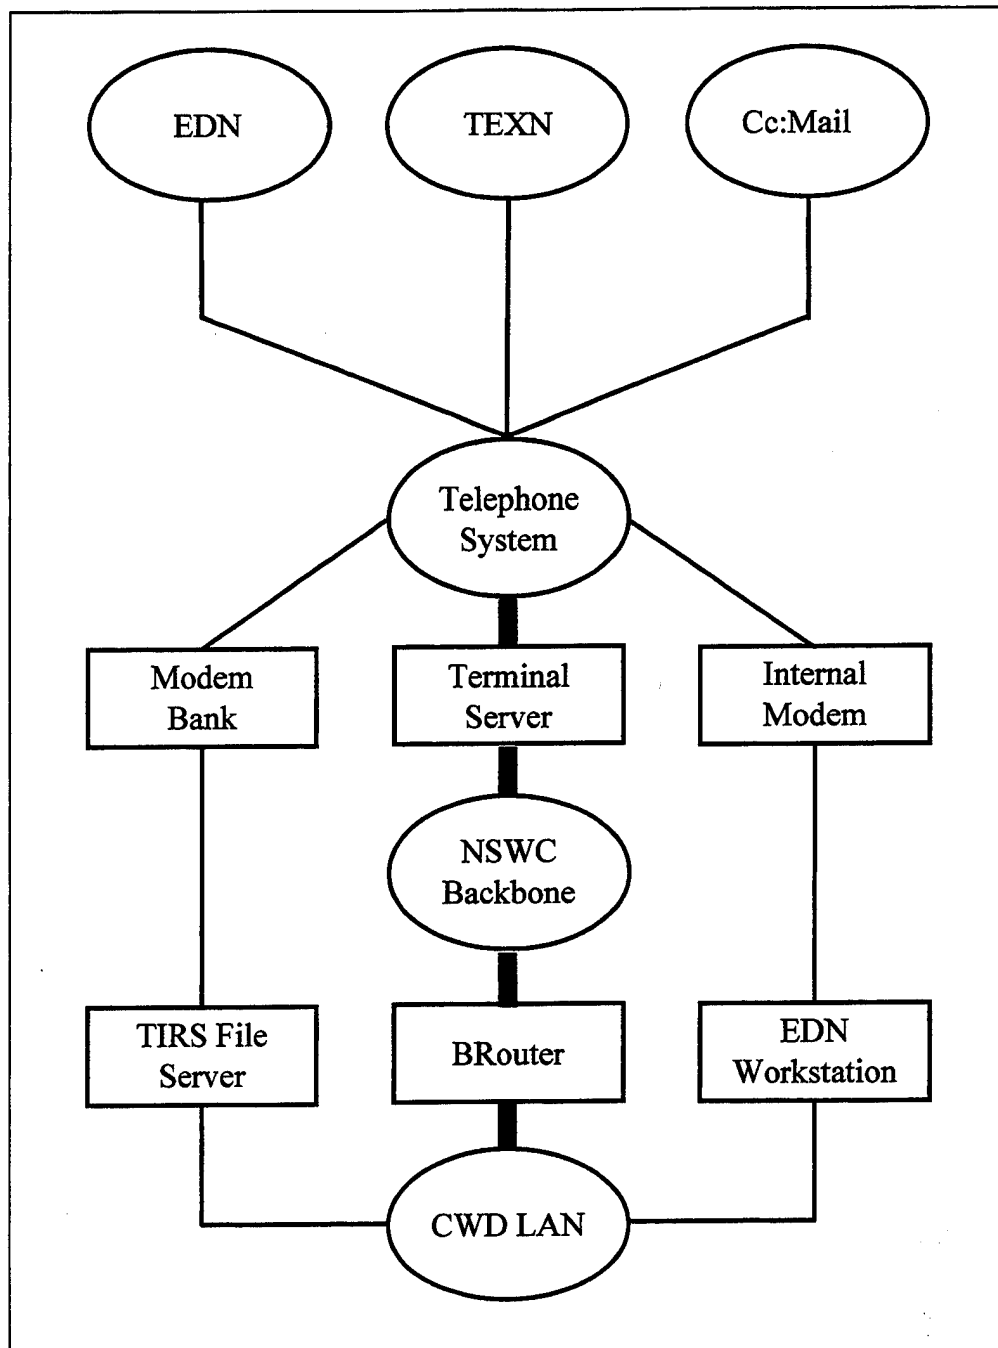 EDN
TEXN
Cc:Mail
Telephone
System
Modem
Bank
Terminal
Server
Internal
Modem
NSWC
Backbone
TIRS File
Server
BRouter
EDN
Workstation
CWD LAN